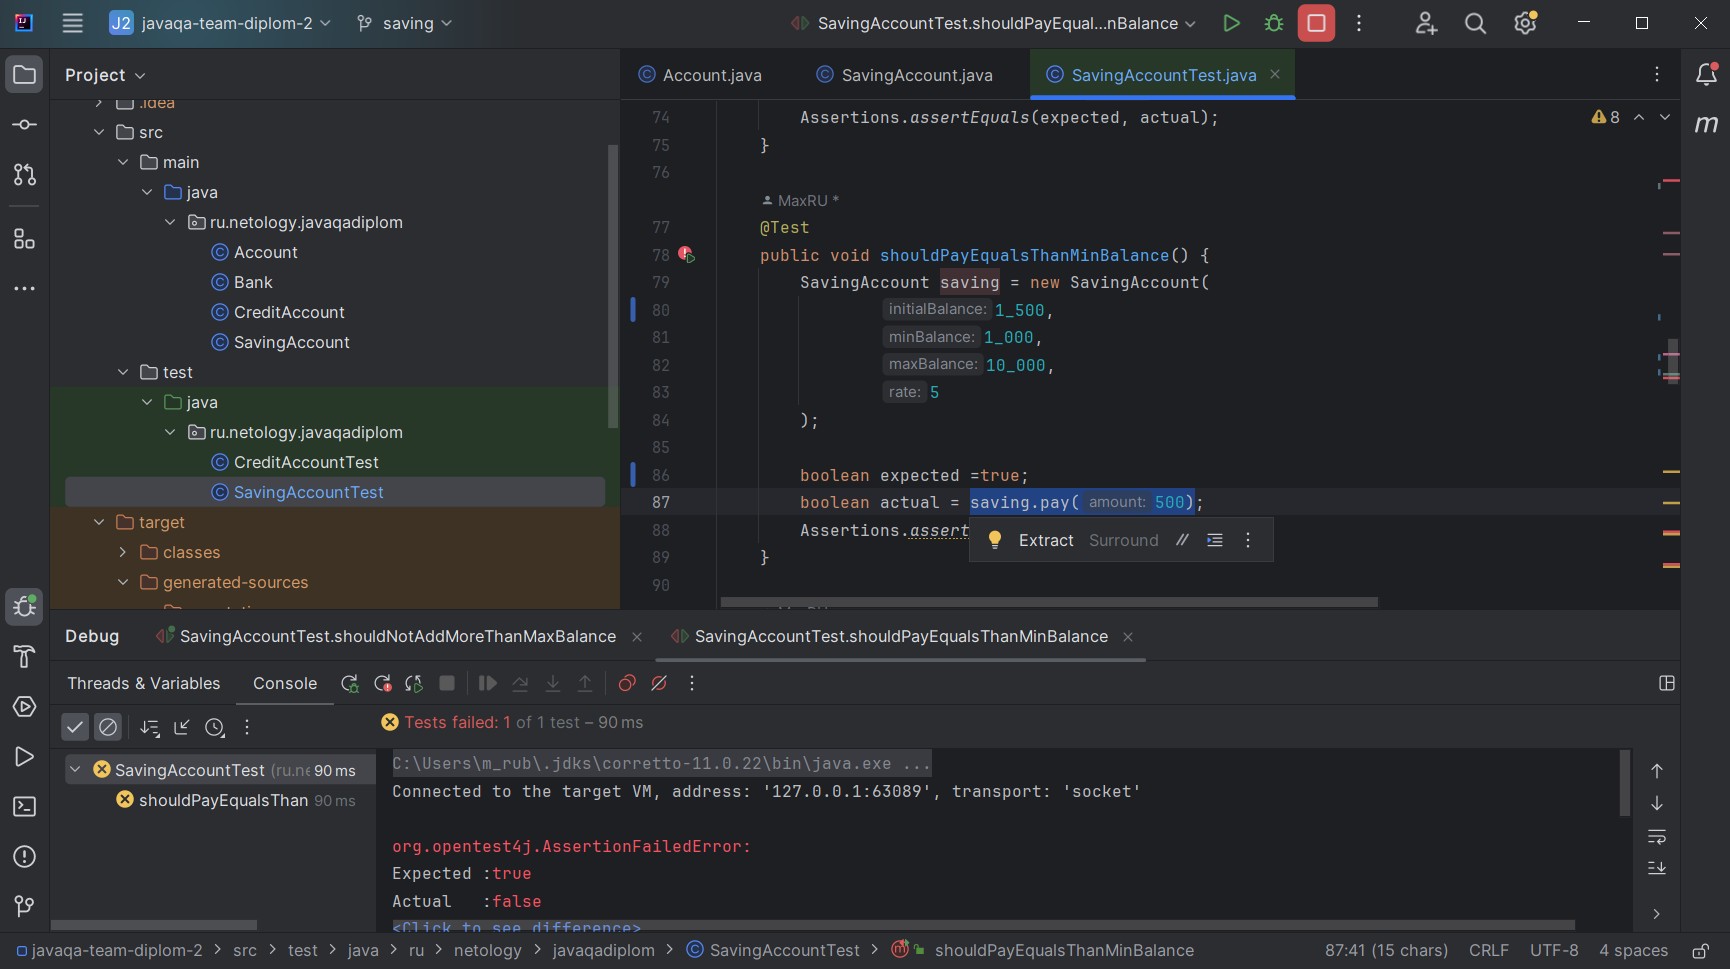 J2 javaqa-team-diplom-2 saving SavingAccountTest.shouldPayEqual...nBalance
Project
Account.java SavingAccount.java SavingAccountTest.java
.idea
src
main
java
ru.netology.javaqadiplom
Account
Bank
CreditAccount
SavingAccount
test
java
ru.netology.javaqadiplom
CreditAccountTest
SavingAccountTest
target
classes
generated-sources
8
74 Assertions.assertEquals(expected, actual);
75 }
76
MaxRU *
77 @Test
78 public void shouldPayEqualsThanMinBalance() {
79 SavingAccount saving = new SavingAccount(
80 initialBalance: 1_500,
81 minBalance: 1_000,
82 maxBalance: 10_000,
83 rate: 5
84 );
85
86 boolean expected =true;
87 boolean actual = saving.pay( amount: 500);
88 Assertions.assert
Extract Surround //
89 }
90
m
Debug SavingAccountTest.shouldNotAddMoreThanMaxBalance SavingAccountTest.shouldPayEqualsThanMinBalance
Threads & Variables Console
Tests failed: 1 of 1 test – 90 ms
SavingAccountTest (ru.ne 90 ms
shouldPayEqualsThan 90 ms
C:\Users\m_rub\.jdks\corretto-11.0.22\bin\java.exe ...
Connected to the target VM, address: '127.0.0.1:63089', transport: 'socket'
org.opentest4j.AssertionFailedError:
Expected :true
Actual :false
<Click to see difference>
javaqa-team-diplom-2 > src > test > java > ru > netology > javaqadiplom > SavingAccountTest > shouldPayEqualsThanMinBalance 87:41 (15 chars) CRLF UTF-8 4 spaces